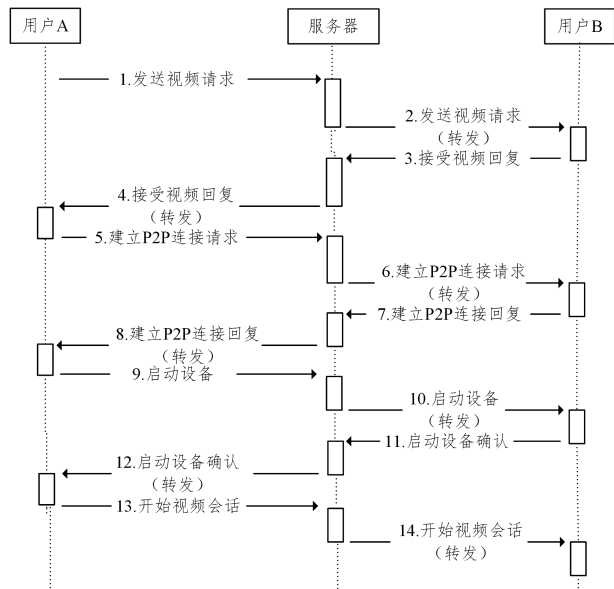 用户A
服务器
用户B
1.发送视频请求
2.发送视频请求
（转发）
3.接受视频回复
4.接受视频回复
（转发）
5.建立P2P连接请求
6.建立P2P连接请求
（转发）
7.建立P2P连接回复
8.建立P2P连接回复
（转发）
9.启动设备
10.启动设备
（转发）
11.启动设备确认
12.启动设备确认
（转发）
13.开始视频会话
14.开始视频会话
（转发）